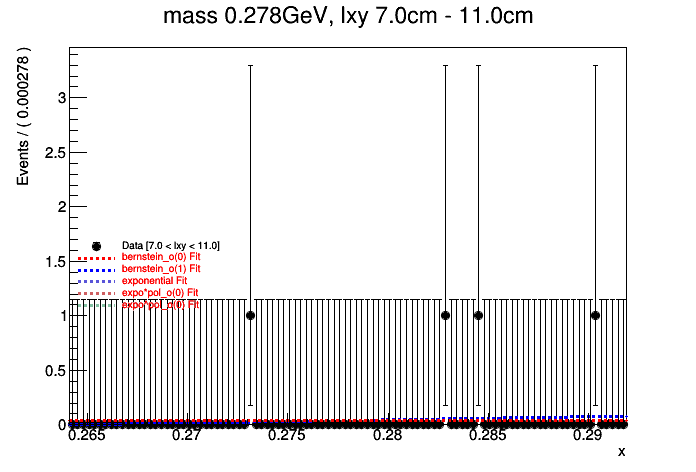 mass 0.278GeV, lxy 7.0cm - 11.0cm
Events / ( 0.000278 )
3
2.5
2
1.5
1
0.5
0
Data [7.0 < lxy < 11.0]
bernstein_o(0) Fit
bernstein_o(1) Fit
exponential Fit
expo*pol_o(0) Fit
0.265
0.27
0.275
0.28
0.285
0.29
x